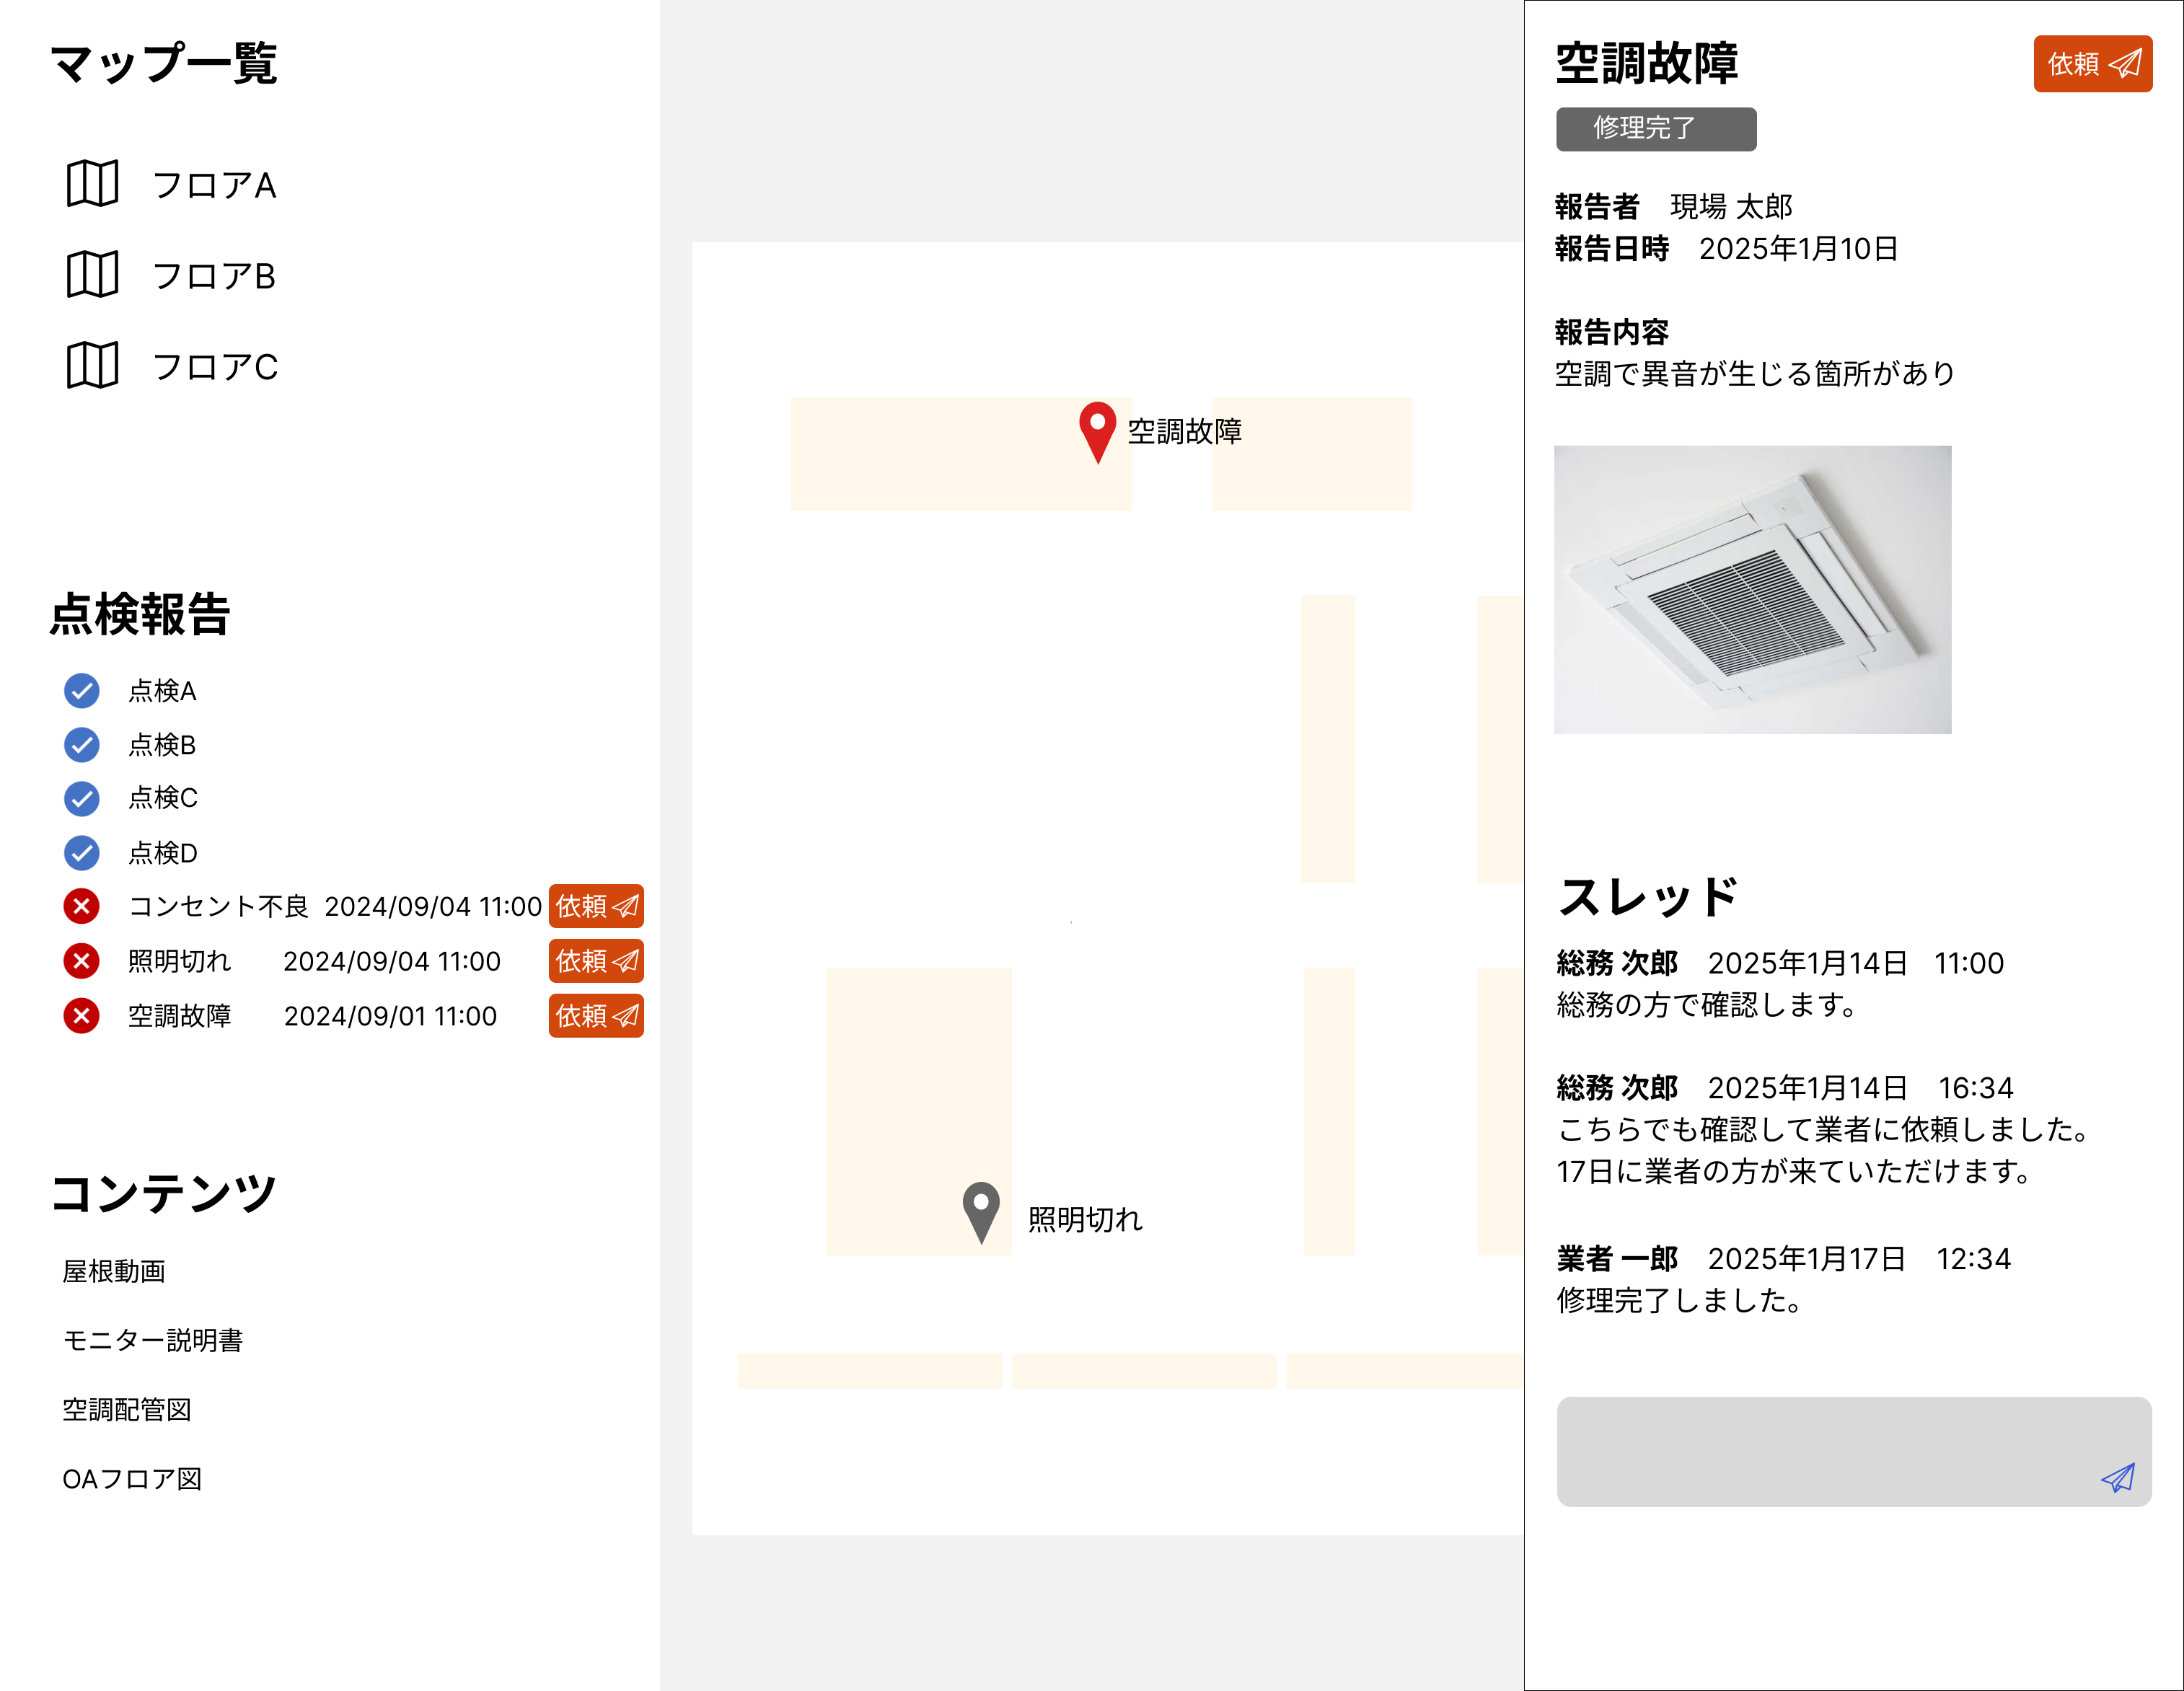 マップ一覧
フロアA
フロアB
フロアC
点検報告
点検A
点検B
点検C
点検D
コンセント不良 2024/09/04 11:00 依頼
照明切れ 2024/09/04 11:00 依頼
空調故障 2024/09/01 11:00 依頼
コンテンツ
屋根動画
モニター説明書
空調配管図
OAフロア図
空調故障
照明切れ
空調故障 依頼
修理完了
報告者 現場 太郎
報告日時 2025年1月10日
報告内容
空調で異音が生じる箇所があり
スレッド
総務 次郎 2025年1月14日 11:00
総務の方で確認します。
総務 次郎 2025年1月14日 16:34
こちらでも確認して業者に依頼しました。
17日に業者の方が来ていただけます。
業者 一郎 2025年1月17日 12:34
修理完了しました。